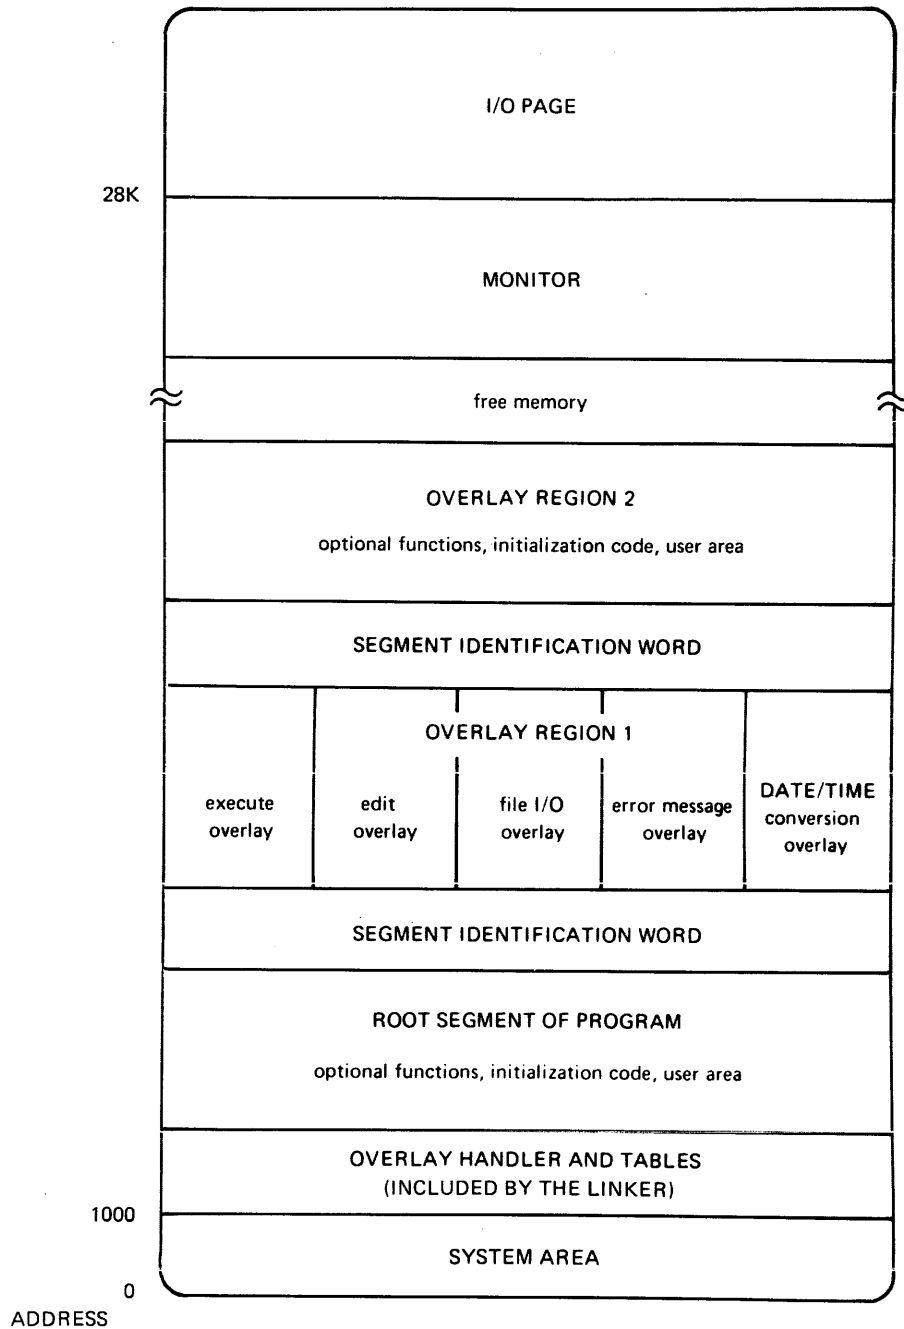 I/O PAGE
28K
MONITOR
free memory
OVERLAY REGION 2
optional functions, initialization code, user area
SEGMENT IDENTIFICATION WORD
OVERLAY REGION 1
execute
overlay
edit
overlay
file I/O
overlay
error message
overlay
DATE/TIME
conversion
overlay
SEGMENT IDENTIFICATION WORD
ROOT SEGMENT OF PROGRAM
optional functions, initialization code, user area
OVERLAY HANDLER AND TABLES
(INCLUDED BY THE LINKER)
1000
SYSTEM AREA
0
ADDRESS